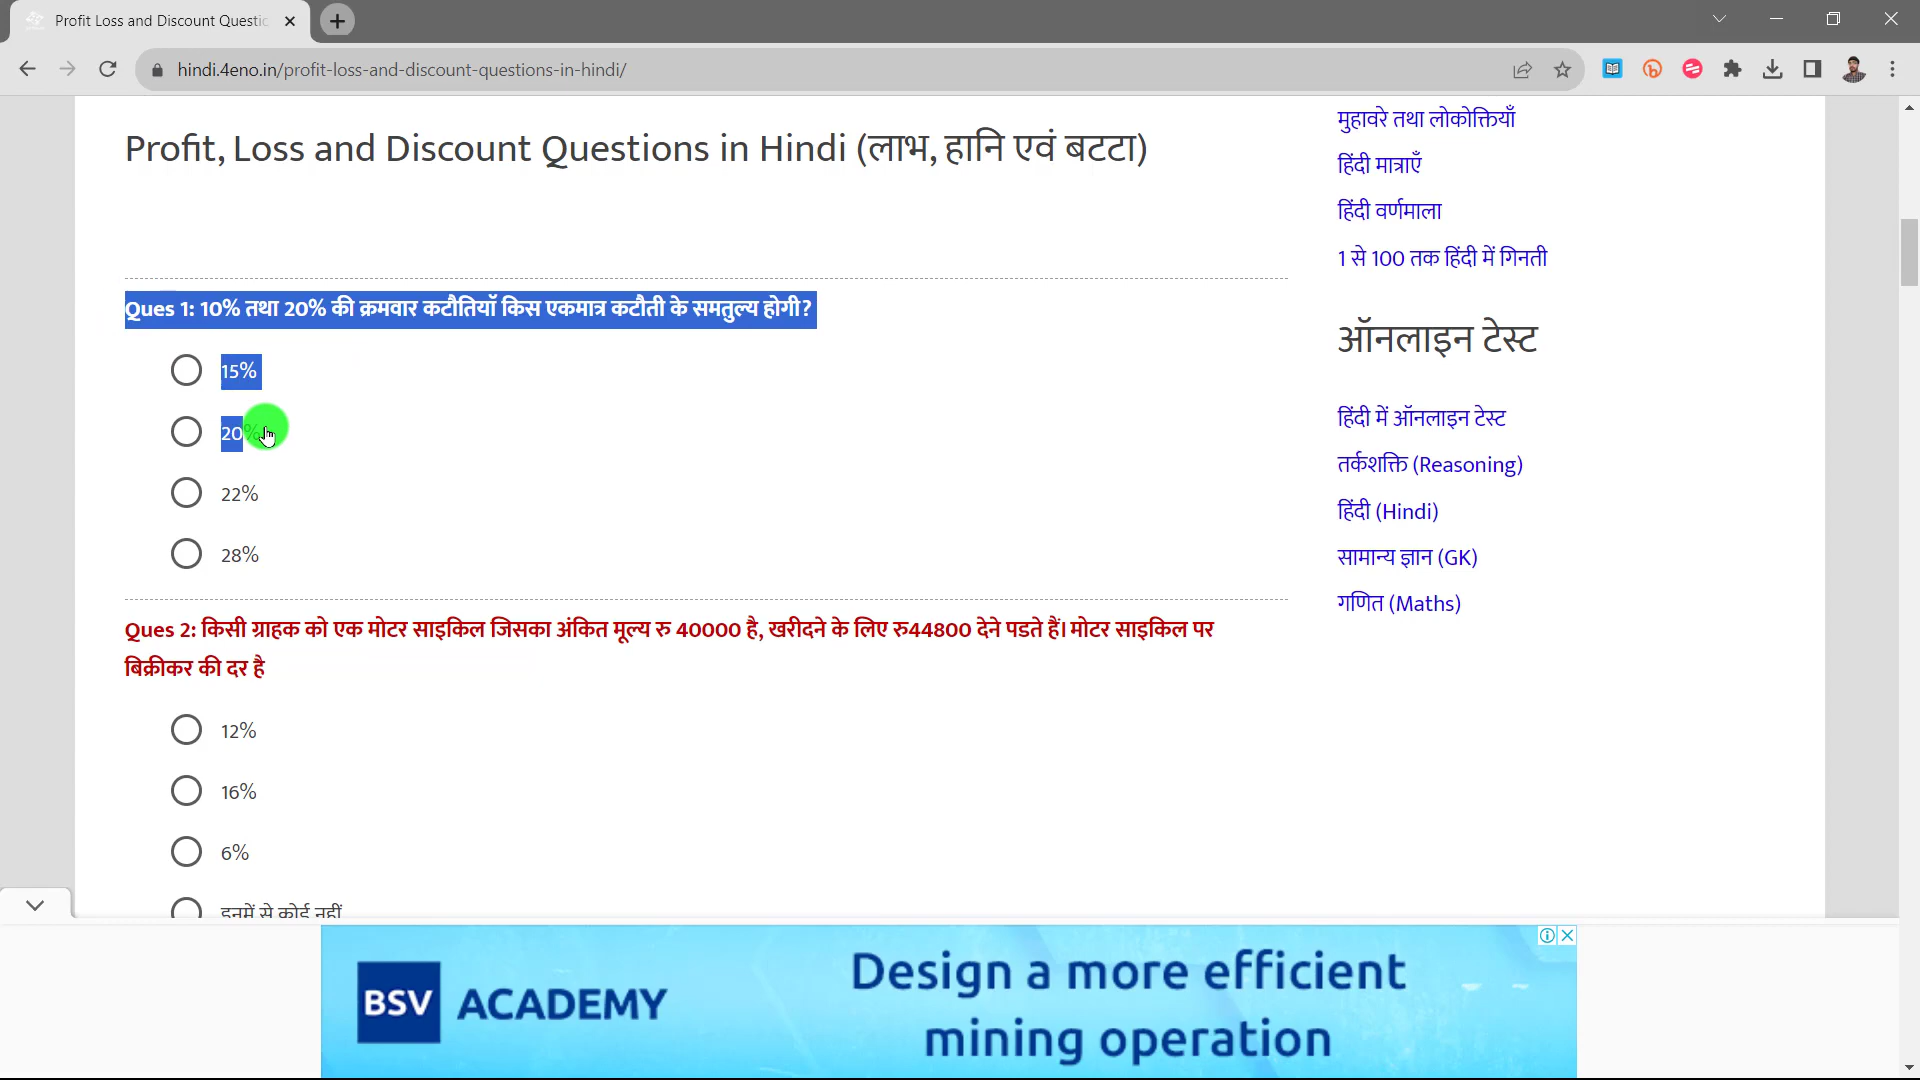 Profit Loss and Discount Questic
hindi.4eno.in/profit-loss-and-discount-questions-in-hindi/
Profit, Loss and Discount Questions in Hindi (लाभ, हानि एवं बटटा)
Ques 1: 10% तथा 20% की क्रमवार कटौतियॉ किस एकमात्र कटौती के समतुल्य होगी?
15%
20%
22%
28%
Ques 2: किसी ग्राहक को एक मोटर साइकिल जिसका अंकित मूल्य रु 40000 है, खरीदने के लिए रु44800 देने पडते हैं। मोटर साइकिल पर
बिक्रीकर की दर है
12%
16%
6%
इनमें से कोई नहीं
मुहावरे तथा लोकोक्तियाँ
हिंदी मात्राएँ
हिंदी वर्णमाला
1 से 100 तक हिंदी में गिनती
ऑनलाइन टेस्ट
हिंदी में ऑनलाइन टेस्ट
तर्कशक्ति (Reasoning)
हिंदी (Hindi)
सामान्य ज्ञान (GK)
गणित (Maths)
BSV ACADEMY
Design a more efficient
mining operation